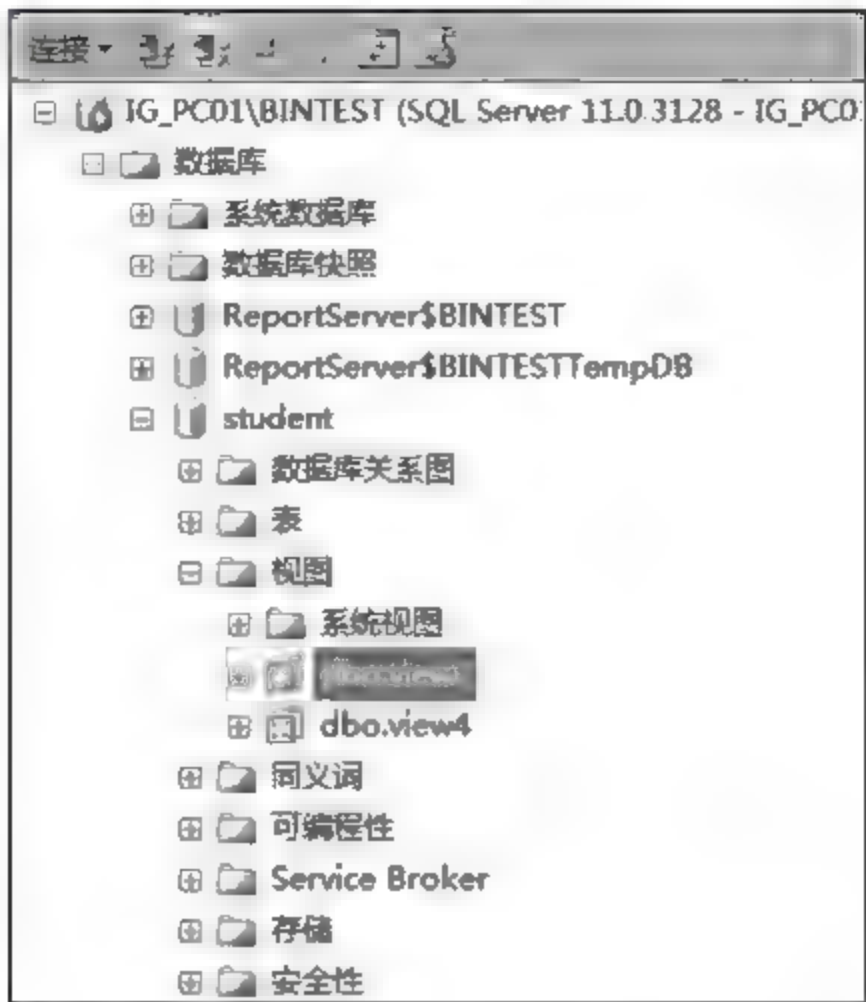 连接
IG_PC01\BINTEST (SQL Server 11.0.3128 - IG_PC0
数据库
系统数据库
数据库快照
ReportServer$BINTEST
ReportServer$BINTESTTempDB
student
数据库关系图
表
视图
系统视图
dbo.view4
同义词
可编程性
Service Broker
存储
安全性